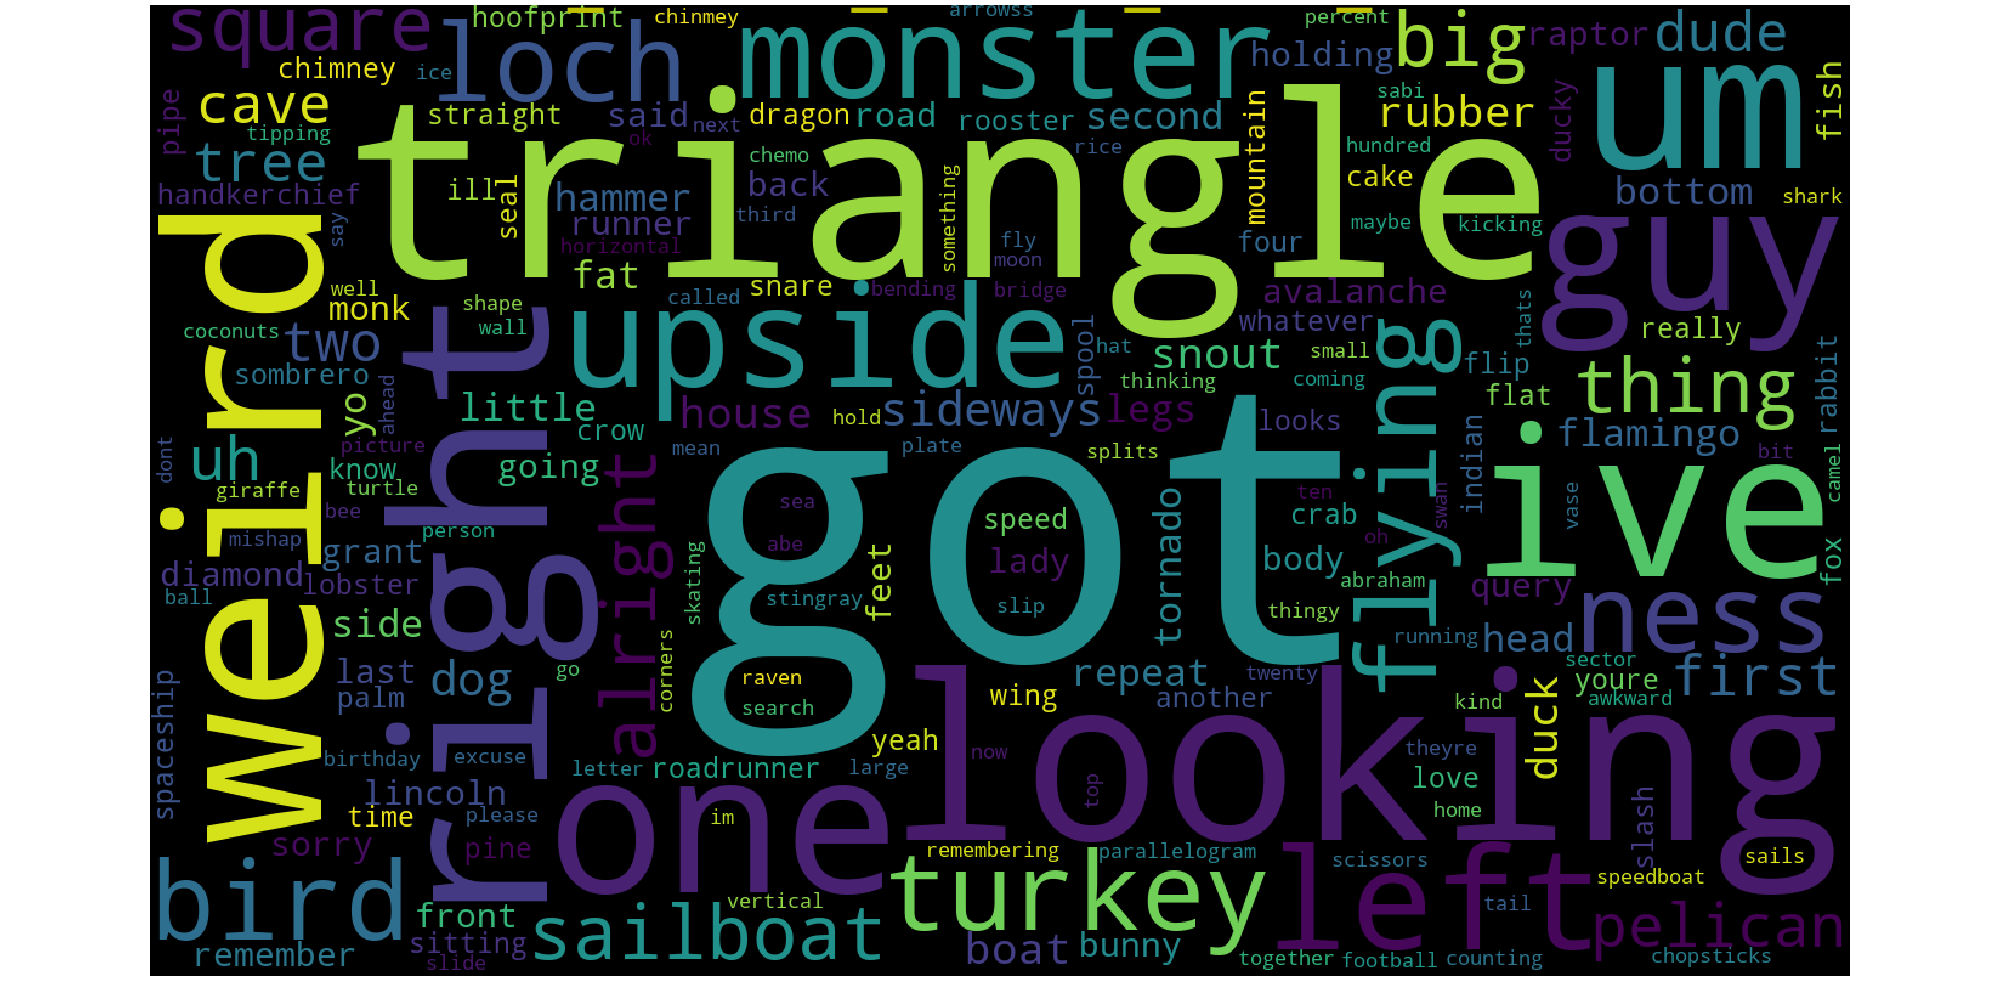 square
hoofprint
chinmey
arrowss
percent
loch
monster
holding
big
raptor
dude
chimney
ice
um
fish
cave
pipe
straight
said
next
dragon
road
rooster
second
sabi
rubber
ducky
tipping
tree
triangle
ok
chemo
rice
mountain
hundred
cake
handkerchief
ill
seal
hammer
back
something
bottom
shark
say
runner
third
maybe
kicking
weird
horizontal
fly
four
guy
fat
moon
well
monk
shape
called
snare
bending
bridge
avalanche
thats
coconuts
two
wall
upside
spool
hat
whatever
really
sombrero
right
snout
small
flying
flip
thing
rabbit
yo
ahead
little
thinking
coming
flat
house
hold
sideways
legs
looks
indian
flamingo
dont
uh
picture
crow
mean
plate
splits
ive
bit
know
going
got
camel
giraffe
turtle
alright
sea
speed
tornado
ten
crab
swan
vase
bee
person
mishap
grant
skating
abe
lady
feet
body
oh
fox
diamond
lobster
abraham
query
ball
stingray
slip
thingy
ness
side
corners
running
head
spaceship
last
dog
go
raven
repeat
twenty
sector
youre
first
palm
search
wing
another
kind
awkward
looking
duck
birthday
excuse
yeah
now
theyre
letter
roadrunner
large
top
love
lincoln
one
home
slash
time
please
im
sorry
pine
remembering
parallelogram
left
scissors
sails
bird
turkey
speedboat
front
vertical
tail
pelican
sitting
sailboat
boat
bunny
remember
slide
together
football
counting
chopsticks